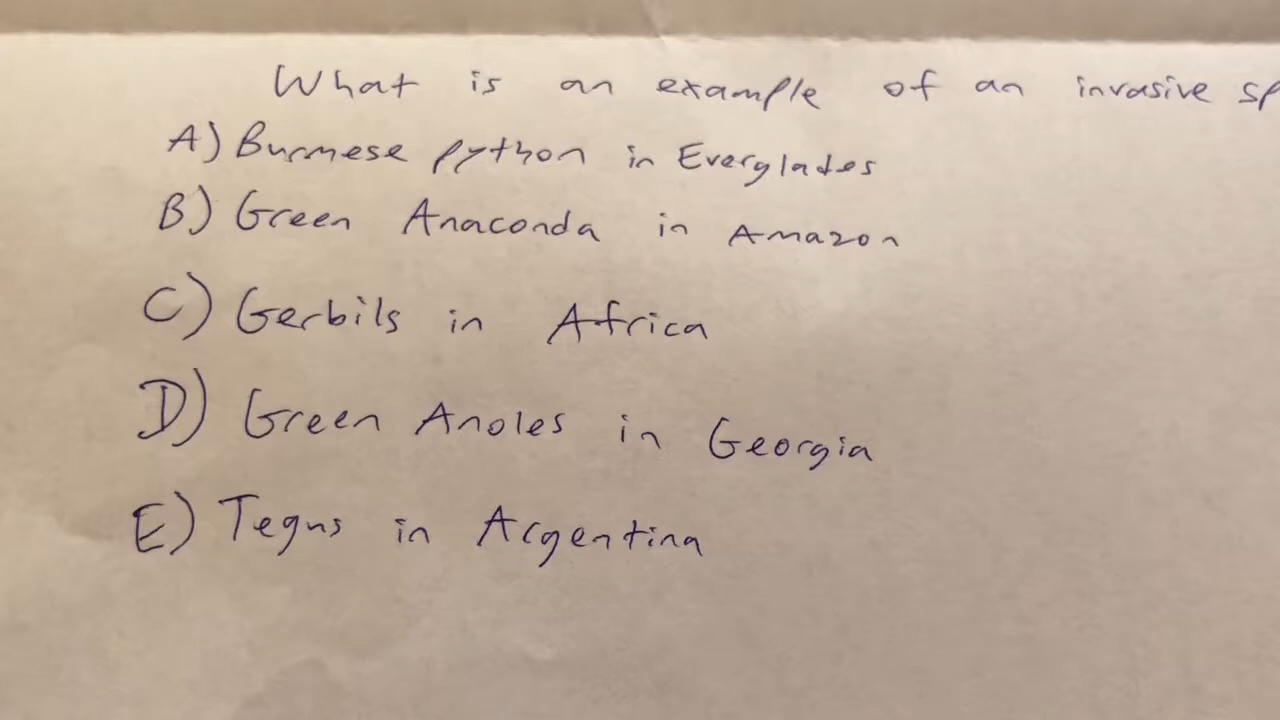 What is an example of an invasive sp
A) Burmese python in Everglades
B) Green Anaconda in Amazon
C) Gerbils in Africa
D) Green Anoles in Georgia
E) Tegus in Argentina